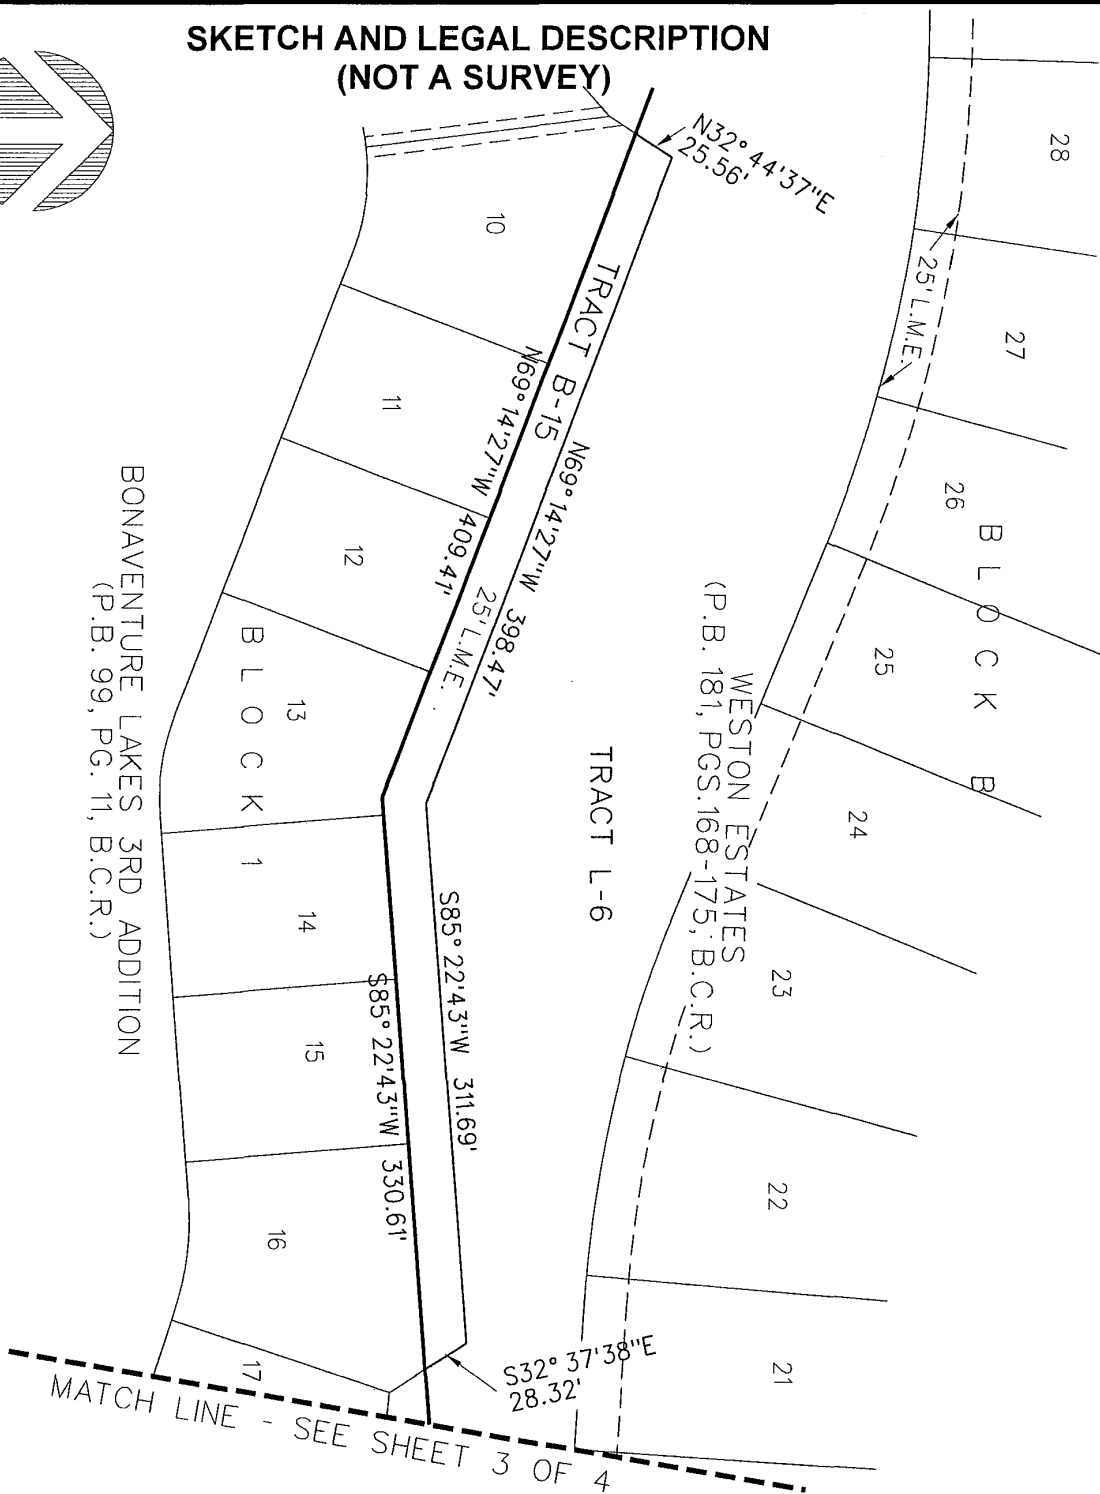 SKETCH AND LEGAL DESCRIPTION
(NOT A SURVEY)
N32°44'37"E
25.56'
28
27
26
25
24
23
22
21
25' L.M.E.
BLOCK B
WESTON ESTATES
(P.B. 181, PGS.168-175, B.C.R.)
TRACT L-6
TRACT B-15
N69°14'27"W 398.47'
N69°14'27"W 409.41'
25' L.M.E.
S85°22'43"W 311.69'
S85°22'43"W 330.61'
10
11
12
13
14
15
16
17
BLOCK 1
BONAVENTURE LAKES 3RD ADDITION
(P.B. 99, PG. 11, B.C.R.)
S32°37'38"E
28.32'
MATCH LINE - SEE SHEET 3 OF 4